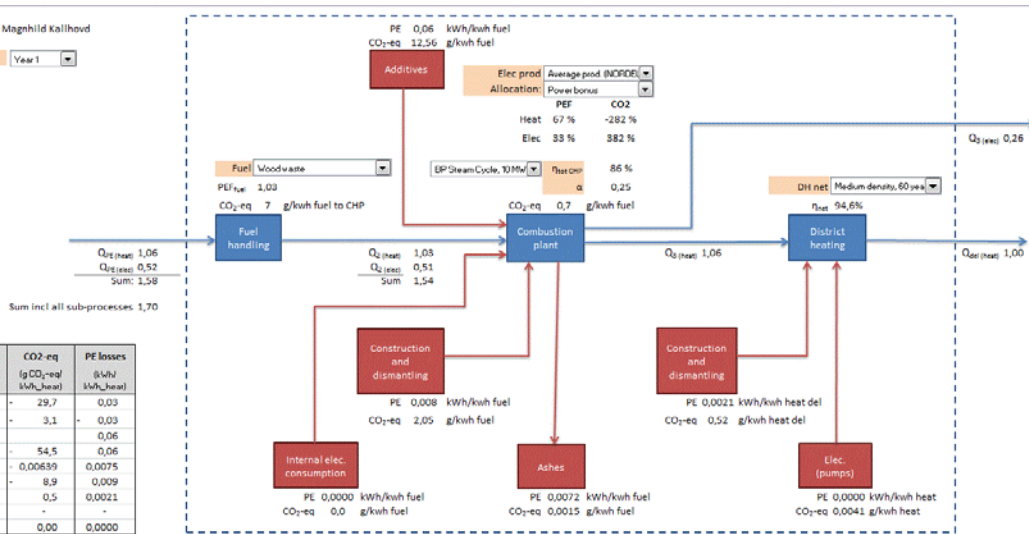 Magnhild Kallhovd
Year 1
PE 0,06 kWh/kwh fuel
CO₂-eq 12,56 g/kwh fuel
Additives
Elec prod Average prod. (NORDEL
Allocation: Power bonus
PEF CO2
Heat 67 % -282 %
Elec 33 % 382 %
Q3 (elec) 0,26
Fuel Wood waste
PEFfuel 1,03
CO₂-eq 7 g/kwh fuel to CHP
BP Steam Cycle, 10 MW ηtot CHP 86 %
α 0,25
CO₂-eq 0,7 g/kwh fuel
DH net Medium density, 60 yea
ηnet 94,6%
Fuel handling
Combustion plant
District heating
QPE (heat) 1,06
QPE (elec) 0,52
Sum: 1,58
Q2 (heat) 1,03
Q2 (elec) 0,51
Sum 1,54
Q3 (heat) 1,06
Qdel (heat) 1,00
Sum incl all sub-processes 1,70
Construction and dismantling
PE 0,008 kWh/kwh fuel
CO₂-eq 2,05 g/kwh fuel
Construction and dismantling
PE 0,0021 kWh/kwh heat del
CO₂-eq 0,52 g/kwh heat del
Internal elec. consumption
PE 0,0000 kWh/kwh fuel
CO₂-eq 0,0 g/kwh fuel
Ashes
PE 0,0072 kWh/kwh fuel
CO₂-eq 0,0015 g/kwh fuel
Elec. (pumps)
PE 0,0000 kWh/kwh heat
CO₂-eq 0,0041 g/kwh heat
CO2-eq PE losses
(g CO₂-eq/ kWh_heat) (kWh/ kWh_heat)
- 29,7 0,03
- 3,1 - 0,03
0,06
- 54,5 0,06
- 0,00639 0,0075
- 8,9 0,009
0,5 0,0021
- -
0,00 0,0000